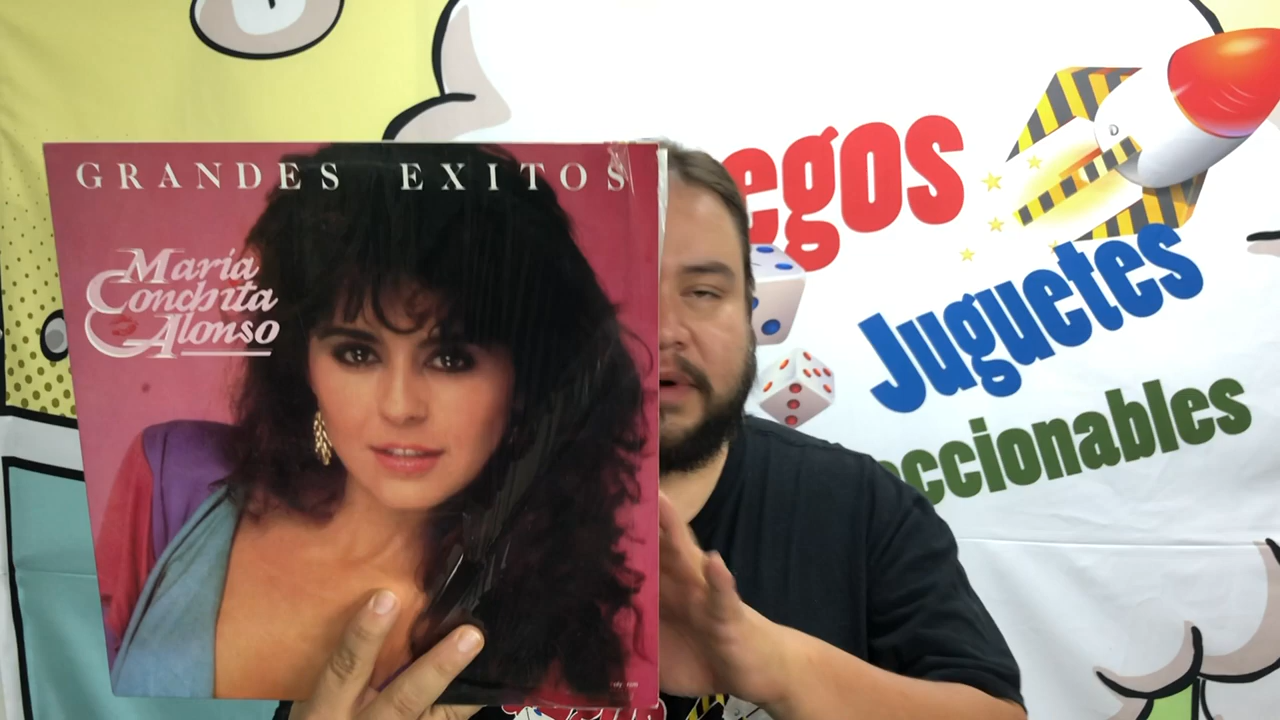 GRANDES EXITOS
María
Conchita
Alonso
egos
Juguetes
ccionables